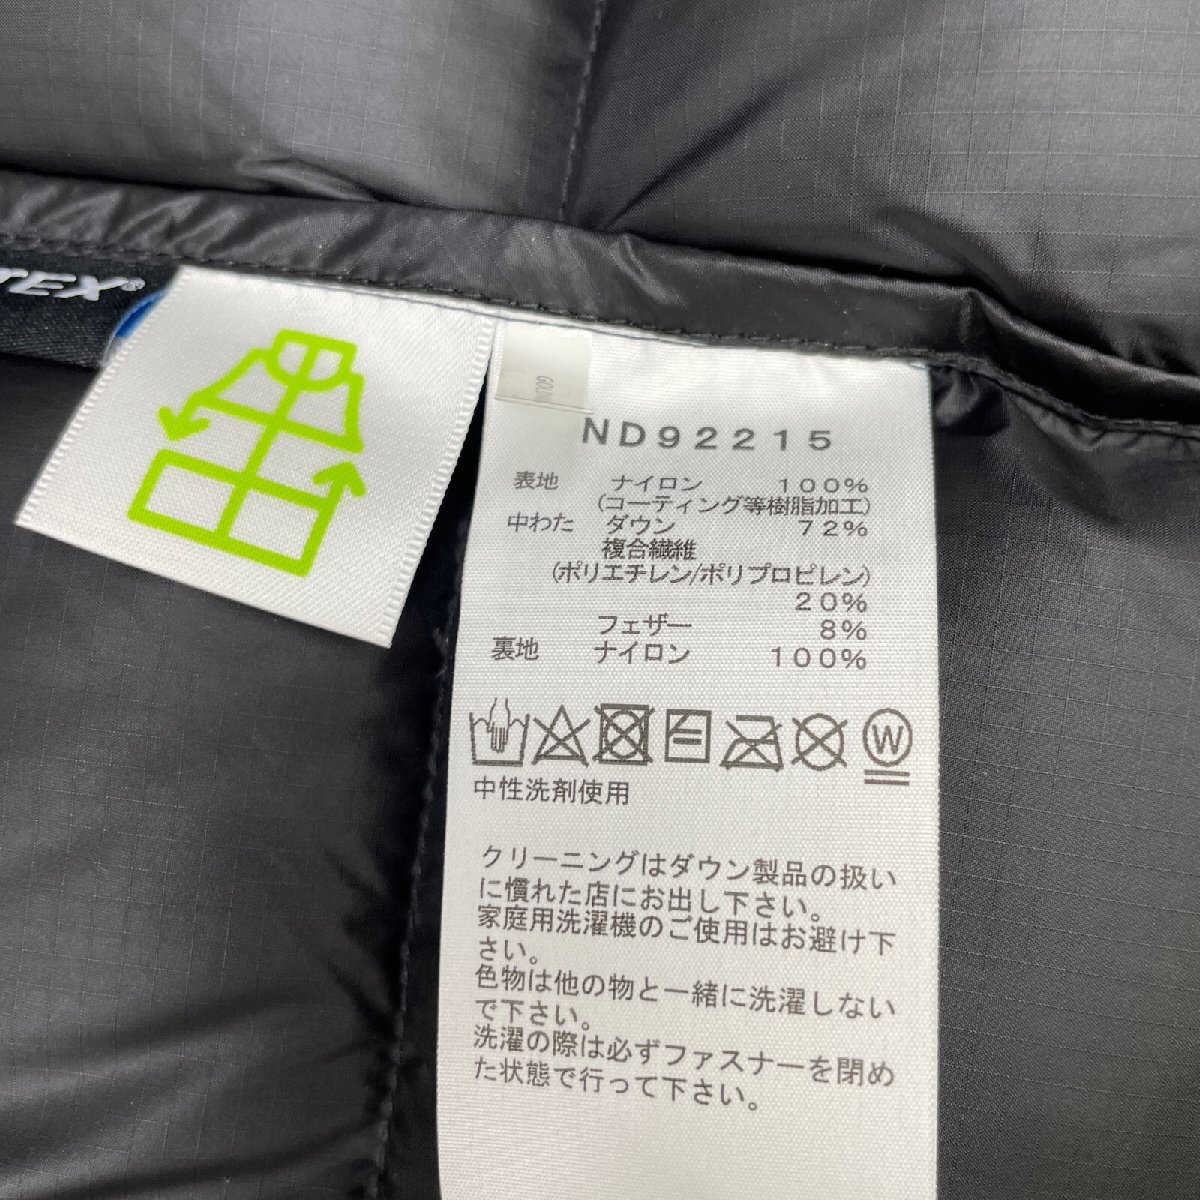 TEX®
ND92215
表地 ナイロン 100%
(コーティング等樹脂加工)
中わた ダウン 72%
複合繊維
(ポリエチレン/ポリプロピレン)
20%
フェザー 8%
裏地 ナイロン 100%
W
中性洗剤使用
クリーニングはダウン製品の扱い
に慣れた店にお出し下さい。
家庭用洗濯機のご使用はお避け下
さい。
色物は他の物と一緒に洗濯しない
で下さい。
洗濯の際は必ずファスナーを閉め
た状態で行って下さい。